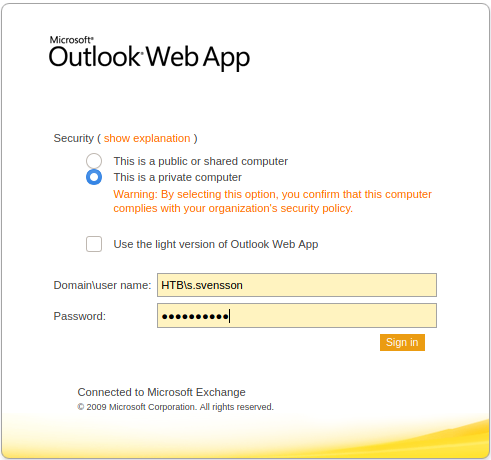 Microsoft®
Outlook® Web App
Security ( show explanation )
This is a public or shared computer
This is a private computer
Warning: By selecting this option, you confirm that this computer
complies with your organization's security policy.
Use the light version of Outlook Web App
Domain\user name: HTB\s.svensson
Password: ●●●●●●●●●●
Sign in
Connected to Microsoft Exchange
© 2009 Microsoft Corporation. All rights reserved.